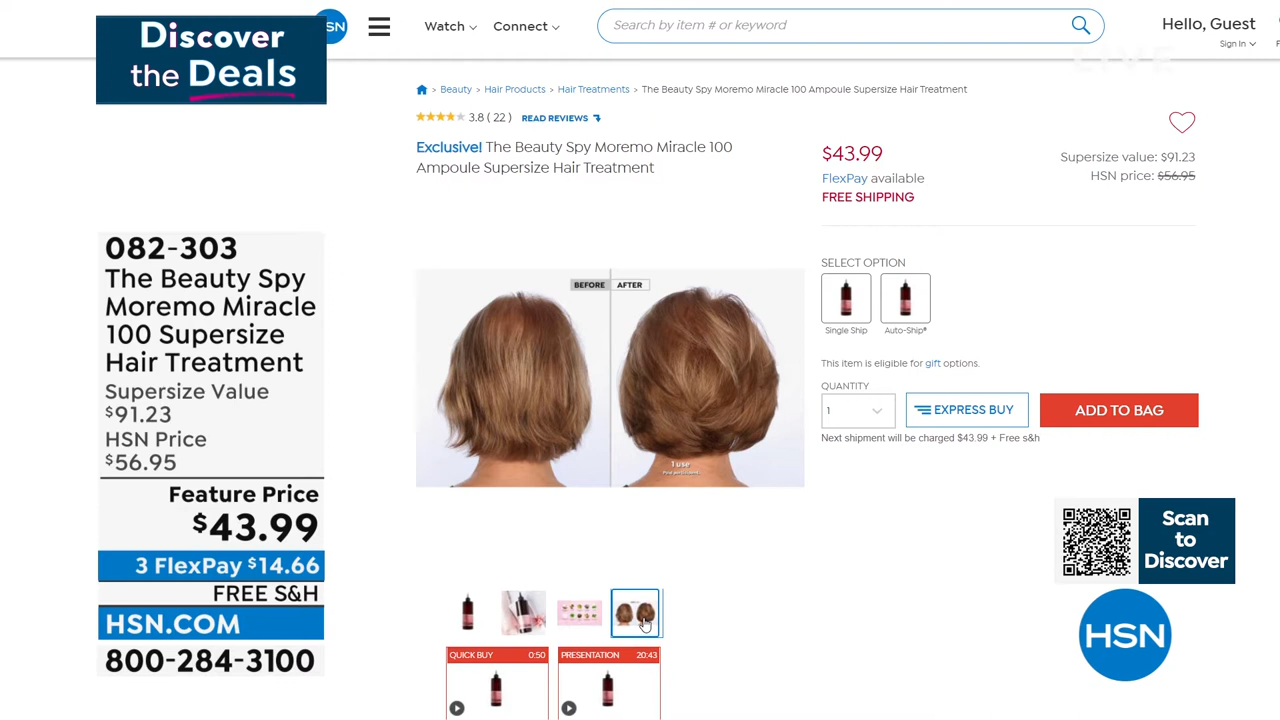 Discover
the Deals
SN
Watch
Connect
Search by item # or keyword
Hello, Guest
Sign In
LIVE
Beauty > Hair Products > Hair Treatments > The Beauty Spy Moremo Miracle 100 Ampoule Supersize Hair Treatment
3.8 ( 22 ) READ REVIEWS
Exclusive! The Beauty Spy Moremo Miracle 100
Ampoule Supersize Hair Treatment
$43.99
FlexPay available
FREE SHIPPING
Supersize value: $91.23
HSN price: $56.95
082-303
The Beauty Spy
Moremo Miracle
100 Supersize
Hair Treatment
Supersize Value
$91.23
HSN Price
$56.95
Feature Price
$43.99
3 FlexPay $14.66
FREE S&H
HSN.COM
800-284-3100
BEFORE
AFTER
1 use
SELECT OPTION
Single Ship
Auto-Ship®
This item is eligible for gift options.
QUANTITY
1
EXPRESS BUY
ADD TO BAG
Next shipment will be charged $43.99 + Free s&h
Scan
to
Discover
HSN
QUICK BUY 0:50
PRESENTATION 20:43